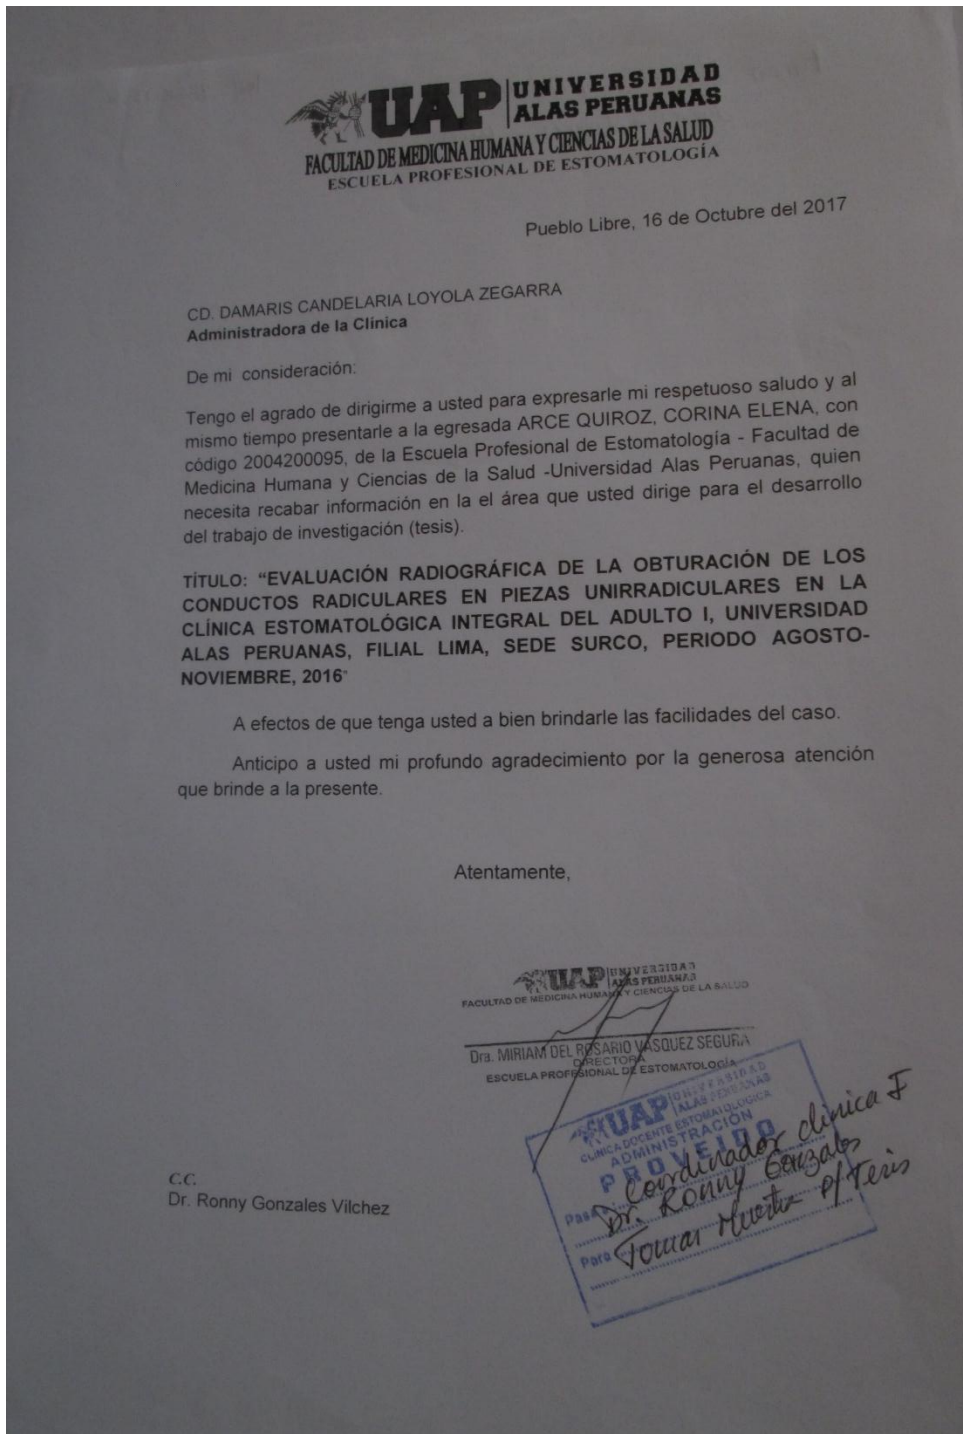 UAP UNIVERSIDAD
ALAS PERUANAS
FACULTAD DE MEDICINA HUMANA Y CIENCIAS DE LA SALUD
ESCUELA PROFESIONAL DE ESTOMATOLOGÍA
Pueblo Libre, 16 de Octubre del 2017
CD. DAMARIS CANDELARIA LOYOLA ZEGARRA
Administradora de la Clínica
De mi consideración:
Tengo el agrado de dirigirme a usted para expresarle mi respetuoso saludo y al
mismo tiempo presentarle a la egresada ARCE QUIROZ, CORINA ELENA, con
código 2004200095, de la Escuela Profesional de Estomatología - Facultad de
Medicina Humana y Ciencias de la Salud -Universidad Alas Peruanas, quien
necesita recabar información en la el área que usted dirige para el desarrollo
del trabajo de investigación (tesis).
TÍTULO: “EVALUACIÓN RADIOGRÁFICA DE LA OBTURACIÓN DE LOS
CONDUCTOS RADICULARES EN PIEZAS UNIRRADICULARES EN LA
CLÍNICA ESTOMATOLÓGICA INTEGRAL DEL ADULTO I, UNIVERSIDAD
ALAS PERUANAS, FILIAL LIMA, SEDE SURCO, PERIODO AGOSTO-
NOVIEMBRE, 2016”
A efectos de que tenga usted a bien brindarle las facilidades del caso.
Anticipo a usted mi profundo agradecimiento por la generosa atención
que brinde a la presente.
Atentamente,
UAP UNIVERSIDAD
ALAS PERUANAS
FACULTAD DE MEDICINA HUMANA Y CIENCIAS DE LA SALUD
Dra. MIRIAM DEL ROSARIO VASQUEZ SEGURA
DIRECTORA
ESCUELA PROFESIONAL DE ESTOMATOLOGÍA
UAP UNIVERSIDAD
ALAS PERUANAS
CLINICA DOCENTE ESTOMATOLOGICA
ADMINISTRACIÓN
PROVEIDO
Coordinador clinica I
Dr. Ronny Gonzales
Para Tomar p/ Tesis
C.C.
Dr. Ronny Gonzales Vilchez